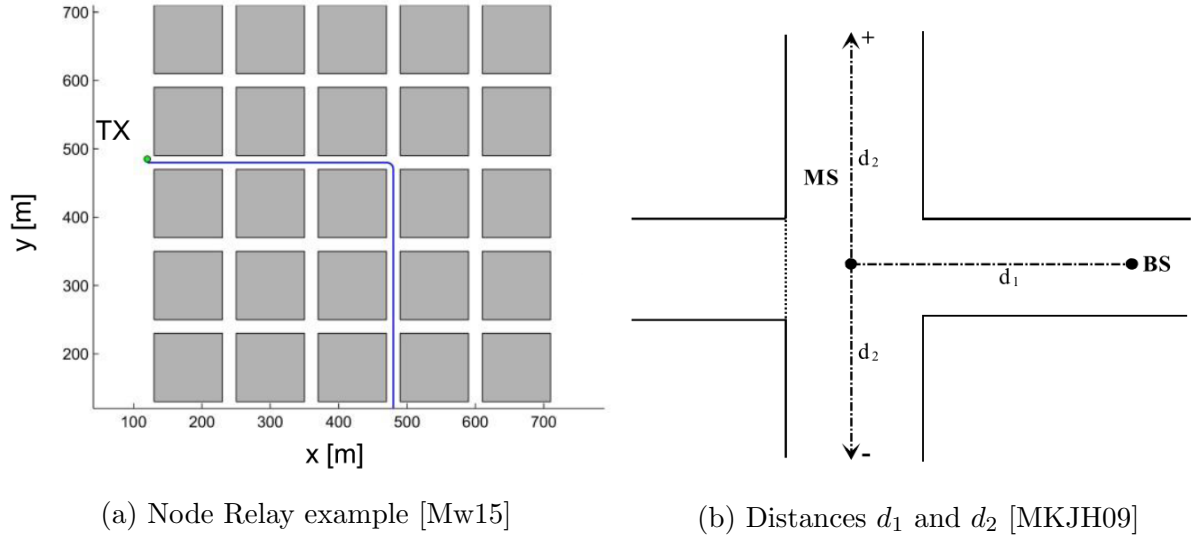 700
600
TX
500
400
300
200
y [m]
100 200 300 400 500 600 700
x [m]
(a) Node Relay example [Mw15]
+
d₂
MS
BS
d₁
d₂
-
(b) Distances d₁ and d₂ [MKJH09]